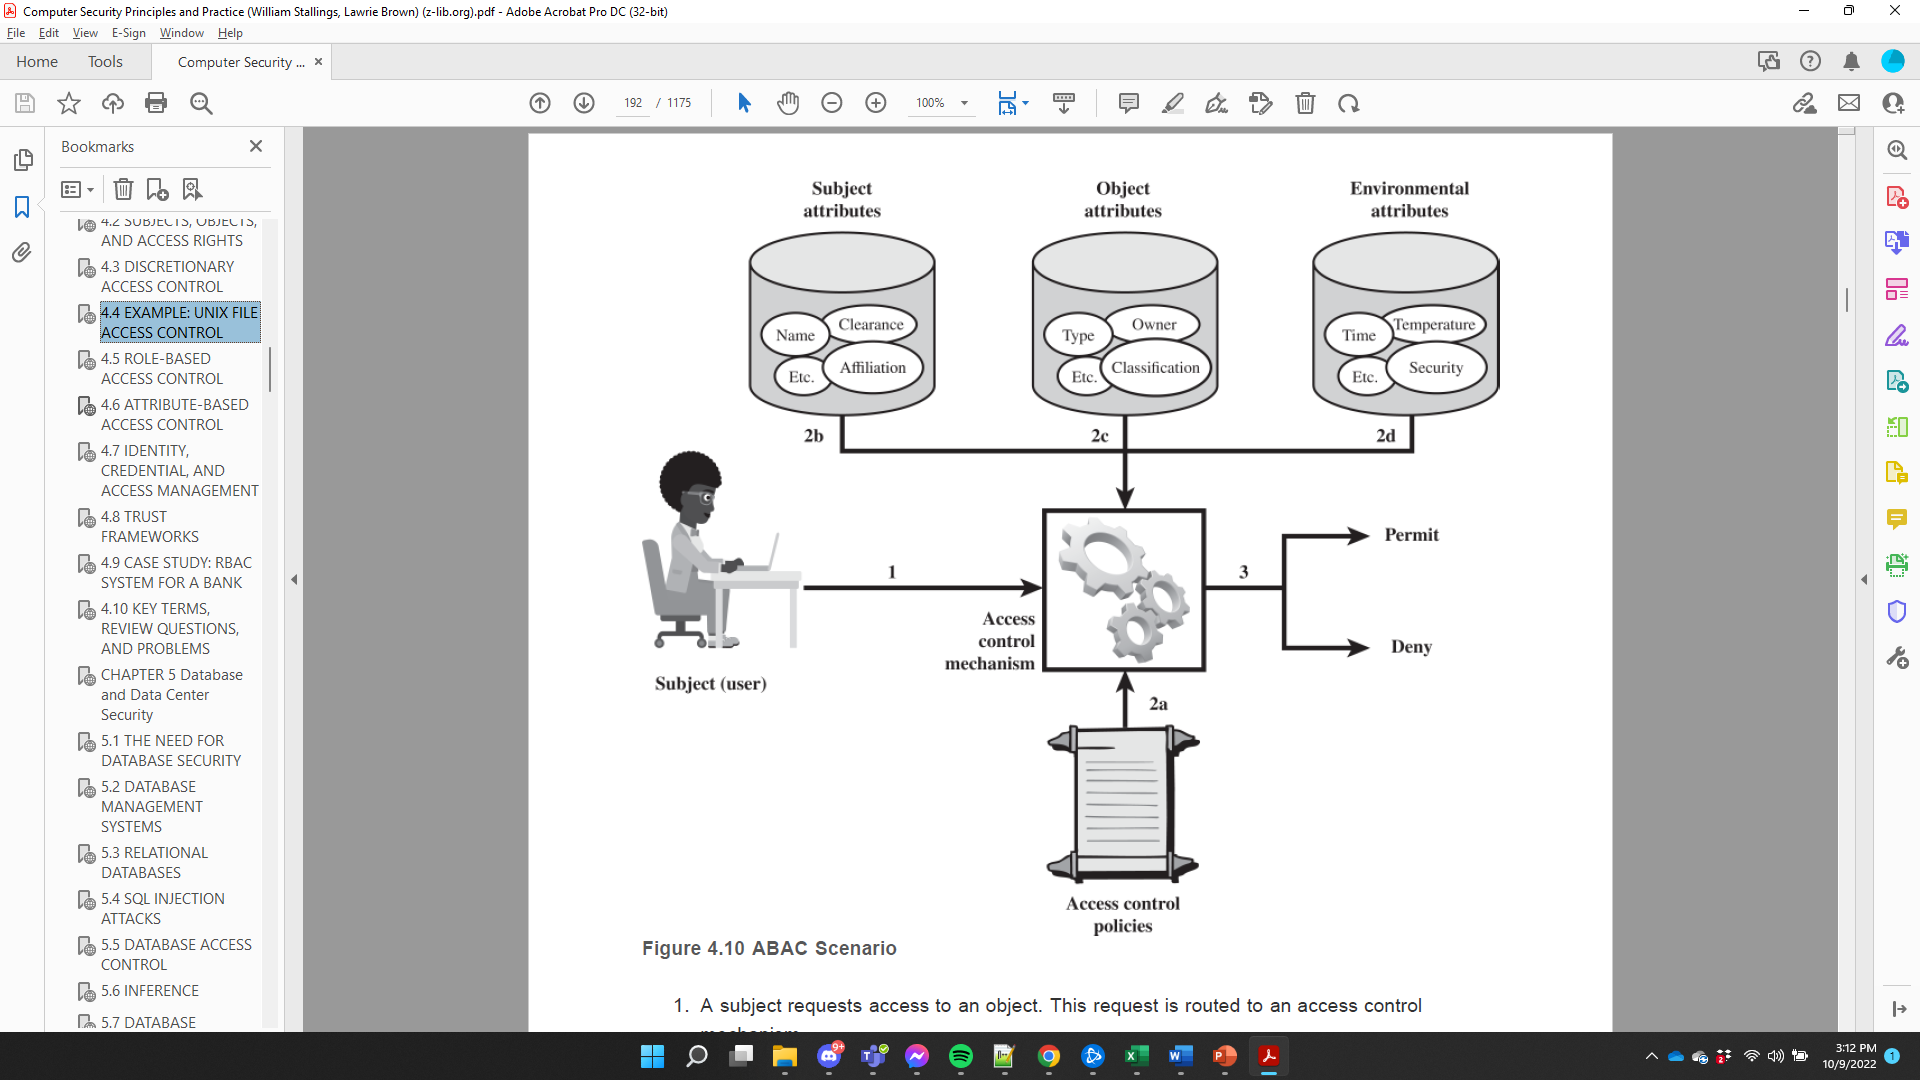 Computer Security Principles and Practice (William Stallings, Lawrie Brown) (z-lib.org).pdf - Adobe Acrobat Pro DC (32-bit)
File Edit View E-Sign Window Help
Home Tools Computer Security ...
192 / 1175 100%
Bookmarks
4.2 SUBJECTS, OBJECTS,
AND ACCESS RIGHTS
4.3 DISCRETIONARY
ACCESS CONTROL
4.4 EXAMPLE: UNIX FILE
ACCESS CONTROL
4.5 ROLE-BASED
ACCESS CONTROL
4.6 ATTRIBUTE-BASED
ACCESS CONTROL
4.7 IDENTITY,
CREDENTIAL, AND
ACCESS MANAGEMENT
4.8 TRUST
FRAMEWORKS
4.9 CASE STUDY: RBAC
SYSTEM FOR A BANK
4.10 KEY TERMS,
REVIEW QUESTIONS,
AND PROBLEMS
CHAPTER 5 Database
and Data Center
Security
5.1 THE NEED FOR
DATABASE SECURITY
5.2 DATABASE
MANAGEMENT
SYSTEMS
5.3 RELATIONAL
DATABASES
5.4 SQL INJECTION
ATTACKS
5.5 DATABASE ACCESS
CONTROL
5.6 INFERENCE
5.7 DATABASE
Subject
attributes
Name
Clearance
Etc.
Affiliation
2b
Object
attributes
Type
Owner
Etc.
Classification
2c
Environmental
attributes
Time
Temperature
Etc.
Security
2d
Subject (user)
1
Access
control
mechanism
3
Permit
Deny
2a
Access control
policies
Figure 4.10 ABAC Scenario
1. A subject requests access to an object. This request is routed to an access control
mechanism
9+
2
3:12 PM
10/9/2022
1